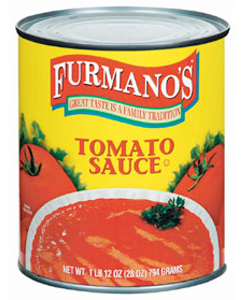 FURMANO'S
GREAT TASTE IS A FAMILY TRADITION
TOMATO
SAUCE
NET WT 1 LB 12 OZ (28 OZ) 794 GRAMS